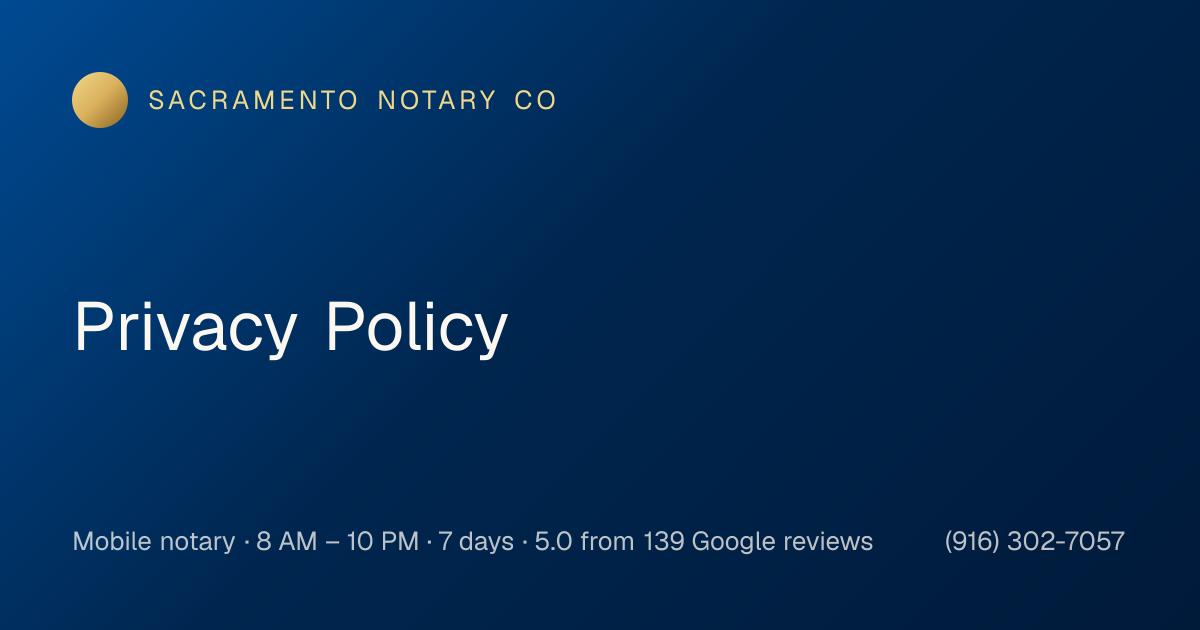 SACRAMENTO NOTARY CO
Privacy Policy
Mobile notary · 8 AM – 10 PM · 7 days · 5.0 from 139 Google reviews
(916) 302-7057